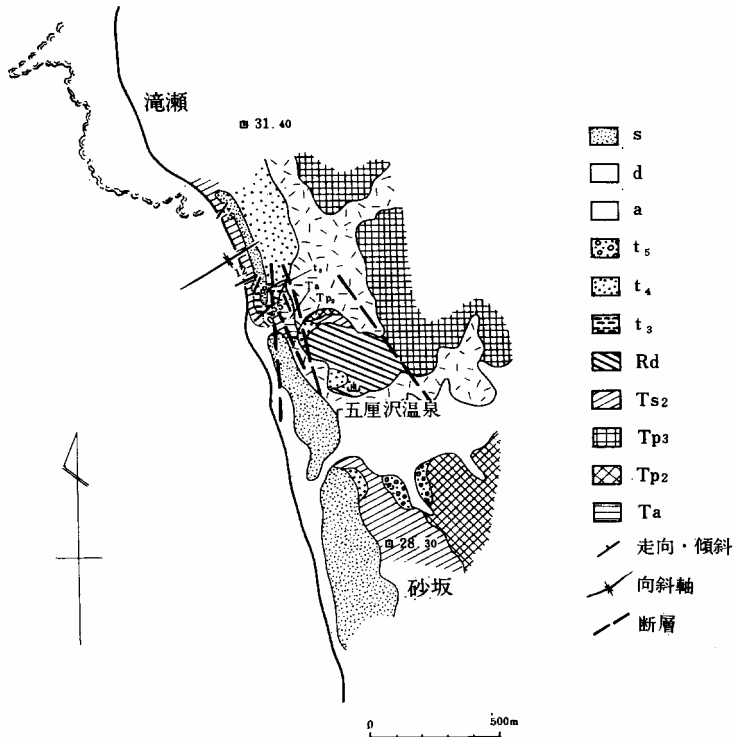 滝瀬
31.40
Tp₂
五厘沢温泉
28.30
砂坂
s
d
a
t₅
t₄
t₃
Rd
Ts₂
Tp₃
Tp₂
Ta
走向・傾斜
向斜軸
断層
0 500m